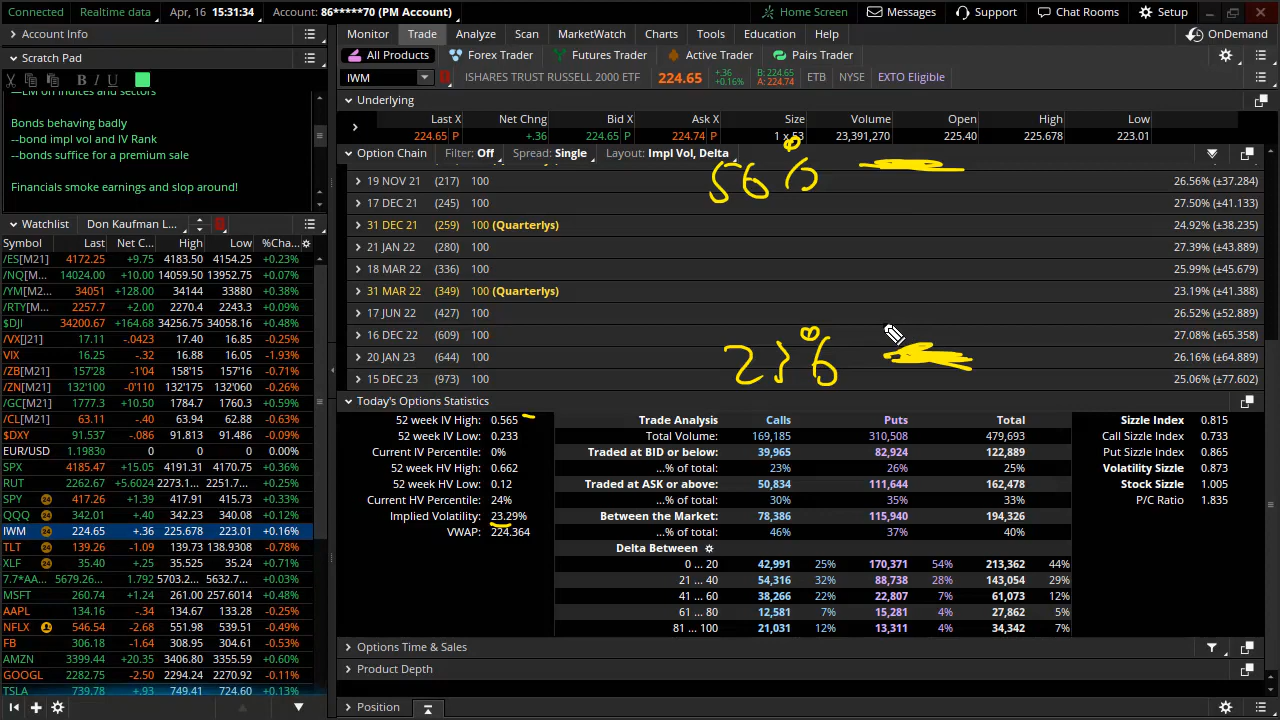 Connected Realtime data Apr, 16 15:31:34 Account: 86*****70 (PM Account) Home Screen Messages Support Chat Rooms Setup
Account Info
Scratch Pad
B I U
—EM on indices and sectors
Bonds behaving badly
--bond impl vol and IV Rank
--bonds suffice for a premium sale
Financials smoke earnings and slop around!
Watchlist Don Kaufman L...
Symbol Last Net C... High Low %Cha...
/ES[M21] 4172.25 +9.75 4183.50 4154.25 +0.23%
/NQ[M... 14024.00 +10.00 14059.50 13952.75 +0.07%
/YM[M2... 34051 +128.00 34144 33880 +0.38%
/RTY[M... 2257.7 +2.00 2270.4 2243.3 +0.09%
$DJI 34200.67 +164.68 34256.75 34058.16 +0.48%
/VX[J21] 17.11 -.0423 17.40 16.85 -0.25%
VIX 16.25 -.32 16.88 16.05 -1.93%
/ZB[M21] 157'28 -1'04 158'15 157'16 -0.71%
/ZN[M21] 132'100 -0'110 132'175 132'060 -0.26%
/GC[M21] 1777.3 +10.50 1784.7 1760.3 +0.59%
/CL[M21] 63.11 -.40 63.94 62.88 -0.54%
$DXY 91.537 -.086 91.813 91.486 -0.09%
EUR/USD 1.19830 0 0 0 0.00%
SPX 4185.47 +15.05 4191.31 4170.75 +0.36%
RUT 2262.67 +5.6024 2273.1... 2251.7... +0.25%
SPY 24 417.26 +1.39 417.91 415.73 +0.33%
QQQ 24 342.01 +.40 342.23 340.08 +0.12%
IWM 24 224.65 +.36 225.678 223.01 +0.16%
TLT 24 139.26 -1.09 139.73 138.9308 -0.78%
XLF 24 35.40 +.25 35.525 35.24 +0.71%
7.7*AA... 5679.26... 1.792 5703.2... 5632.7... +0.03%
MSFT 260.74 +1.24 261.00 257.6014 +0.48%
AAPL 134.16 -.34 134.67 133.28 -0.25%
NFLX 546.54 -2.68 551.98 539.51 -0.49%
FB 306.18 -1.64 308.95 304.61 -0.53%
AMZN 3399.44 +20.35 3406.80 3355.59 +0.60%
GOOGL 2282.75 -2.50 2294.24 2270.92 -0.11%
TSLA 739.78 +.93 749.41 724.60 +0.13%
Monitor Trade Analyze Scan MarketWatch Charts Tools Education Help OnDemand
All Products Forex Trader Futures Trader Active Trader Pairs Trader
IWM ISHARES TRUST RUSSELL 2000 ETF 224.65 +.36 +0.16% B: 224.65 A: 224.74 ETB NYSE EXTO Eligible
Underlying
Last X Net Chng Bid X Ask X Size Volume Open High Low
224.65 P +.36 224.65 P 224.74 P 1 x 53 23,391,270 225.40 225.678 223.01
Option Chain Filter: Off Spread: Single Layout: Impl Vol, Delta
56%
19 NOV 21 (217) 100 26.56% (±37.284)
17 DEC 21 (245) 100 27.50% (±41.133)
31 DEC 21 (259) 100 (Quarterlys) 24.92% (±38.235)
21 JAN 22 (280) 100 27.39% (±43.889)
18 MAR 22 (336) 100 25.99% (±45.679)
31 MAR 22 (349) 100 (Quarterlys) 23.19% (±41.388)
17 JUN 22 (427) 100 26.52% (±52.889)
16 DEC 22 (609) 100 27.08% (±65.358)
20 JAN 23 (644) 100 26.16% (±64.889)
23%
15 DEC 23 (973) 100 25.06% (±77.602)
Today's Options Statistics
52 week IV High: 0.565 Trade Analysis Calls Puts Total Sizzle Index 0.815
52 week IV Low: 0.233 Total Volume: 169,185 310,508 479,693 Call Sizzle Index 0.733
Current IV Percentile: 0% Traded at BID or below: 39,965 82,924 122,889 Put Sizzle Index 0.865
52 week HV High: 0.662 ...% of total: 23% 26% 25% Volatility Sizzle 0.873
52 week HV Low: 0.12 Traded at ASK or above: 50,834 111,644 162,478 Stock Sizzle 1.005
Current HV Percentile: 24% ...% of total: 30% 35% 33% P/C Ratio 1.835
Implied Volatility: 23.29% Between the Market: 78,386 115,940 194,326
VWAP: 224.364 ...% of total: 46% 37% 40%
Delta Between
0 ... 20 42,991 25% 170,371 54% 213,362 44%
21 ... 40 54,316 32% 88,738 28% 143,054 29%
41 ... 60 38,266 22% 22,807 7% 61,073 12%
61 ... 80 12,581 7% 15,281 4% 27,862 5%
81 ... 100 21,031 12% 13,311 4% 34,342 7%
Options Time & Sales
Product Depth
Position